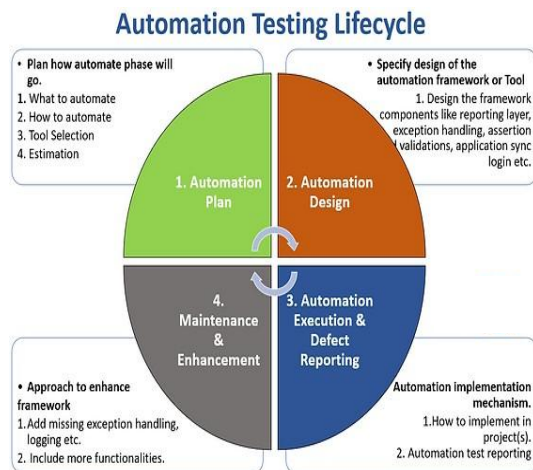 Automation Testing Lifecycle
• Plan how automate phase will
go.
1. What to automate
2. How to automate
3. Tool Selection
4. Estimation
• Specify design of the
automation framework or Tool
1. Design the framework
components like reporting layer,
exception handling, assertion
validations, application sync
login etc.
1. Automation
Plan
2. Automation
Design
4.
Maintenance
&
Enhancement
3. Automation
Execution &
Defect
Reporting
• Approach to enhance
framework
1. Add missing exception handling,
logging etc.
2. Include more functionalities.
Automation implementation
mechanism.
1.How to implement in
project(s).
2. Automation test reporting